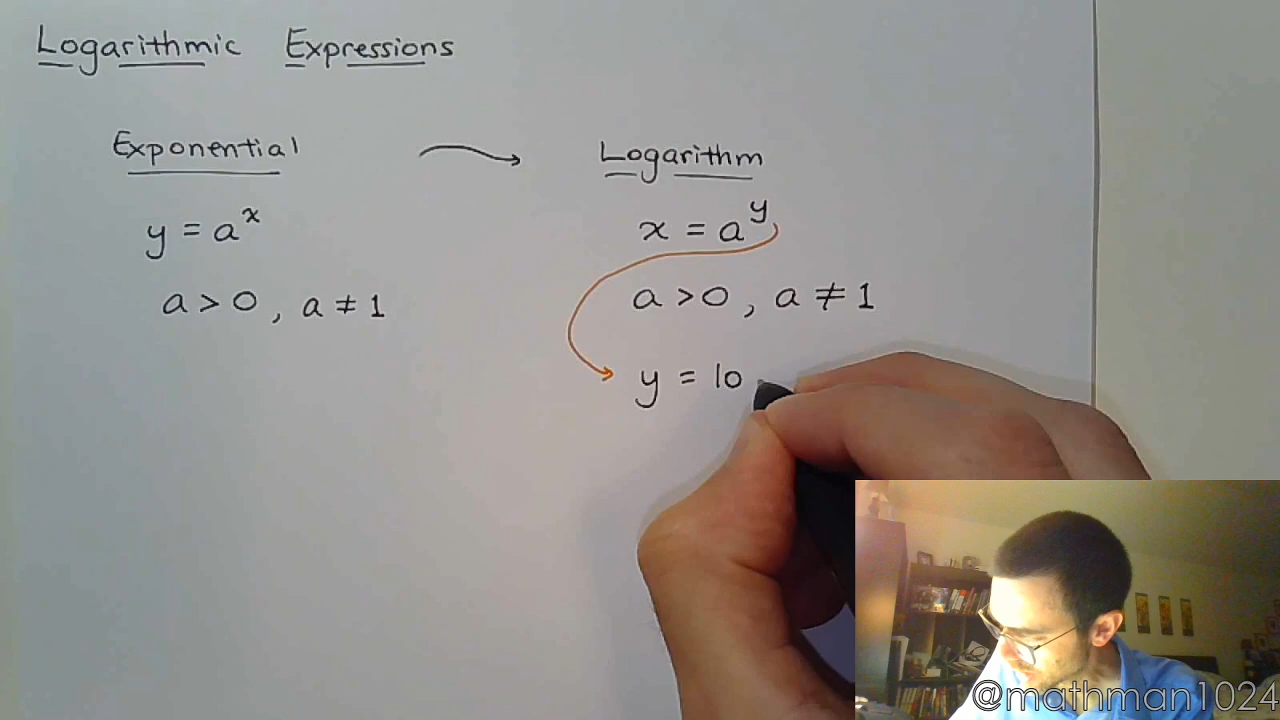 Logarithmic Expressions
Exponential
y = a^x
a > 0, a ≠ 1
Logarithm
x = a^y
a > 0, a ≠ 1
y = lo
@mathman1024